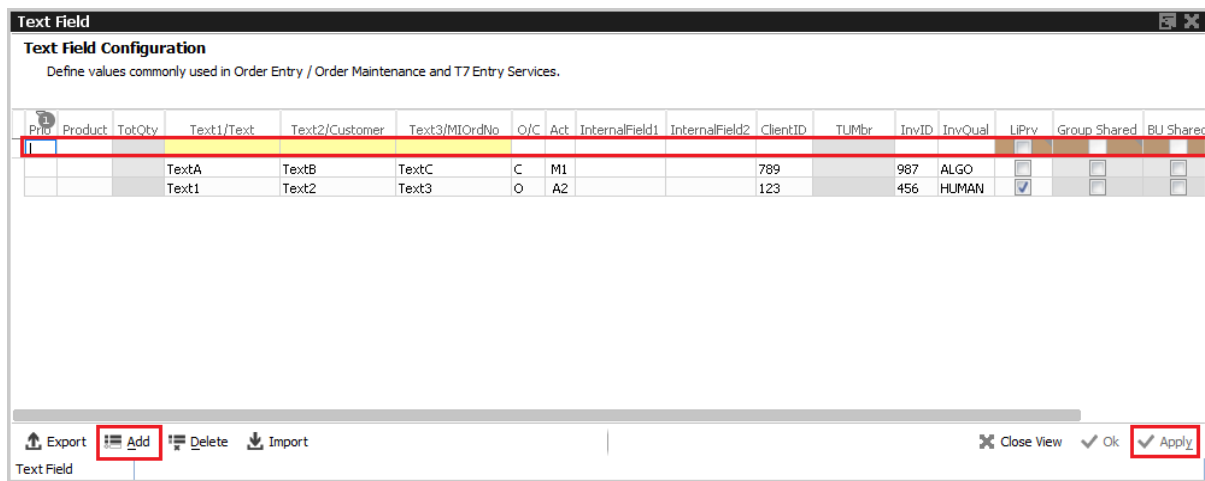 Text Field
Text Field Configuration
Define values commonly used in Order Entry / Order Maintenance and T7 Entry Services.
1
Prio Product TotQty Text1/Text Text2/Customer Text3/MIOrdNo O/C Act InternalField1 InternalField2 ClientID TUMbr InvID InvQual LiPrv Group Shared BU Shared
TextA TextB TextC C M1 789 987 ALGO
Text1 Text2 Text3 O A2 123 456 HUMAN
Export Add Delete Import Close View Ok Apply
Text Field